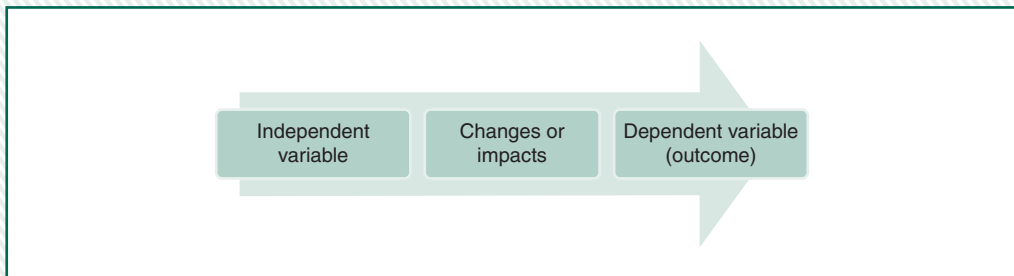 Independent
variable
Changes or
impacts
Dependent variable
(outcome)